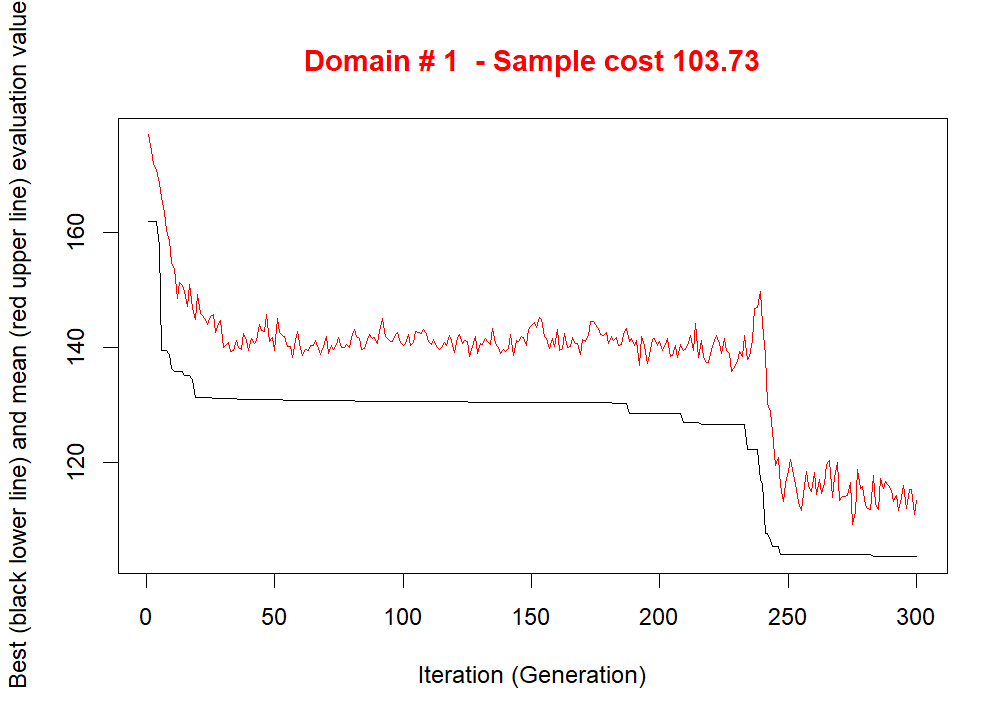 Domain # 1  - Sample cost 103.73
Best (black lower line) and mean (red upper line) evaluation value
160
140
120
0 50 100 150 200 250 300
Iteration (Generation)